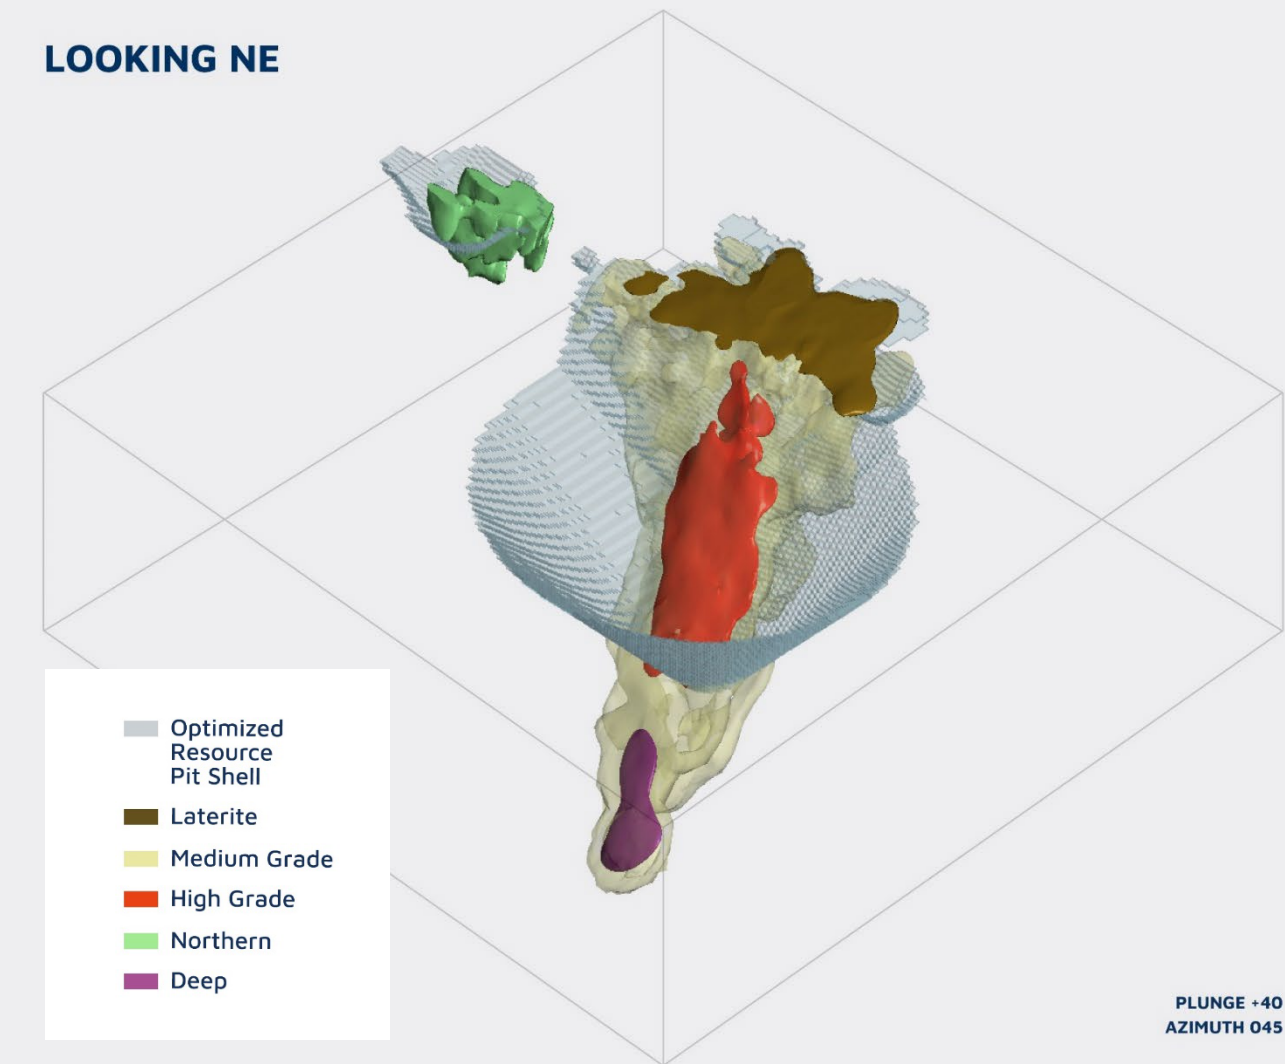 LOOKING NE
Optimized
Resource
Pit Shell
Laterite
Medium Grade
High Grade
Northern
Deep
PLUNGE +40
AZIMUTH 045